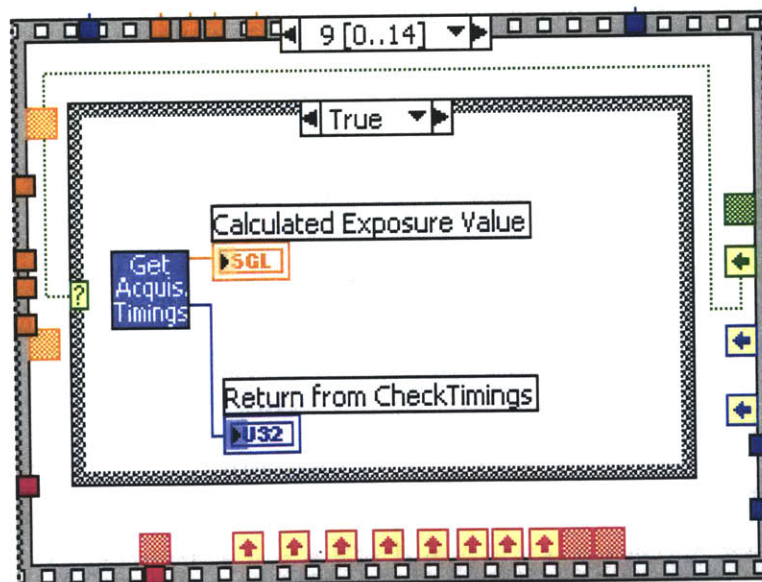 9 [0..14]
True
Calculated Exposure Value
SGL
Get
Acquis.
Timings
?
Return from CheckTimings
U32